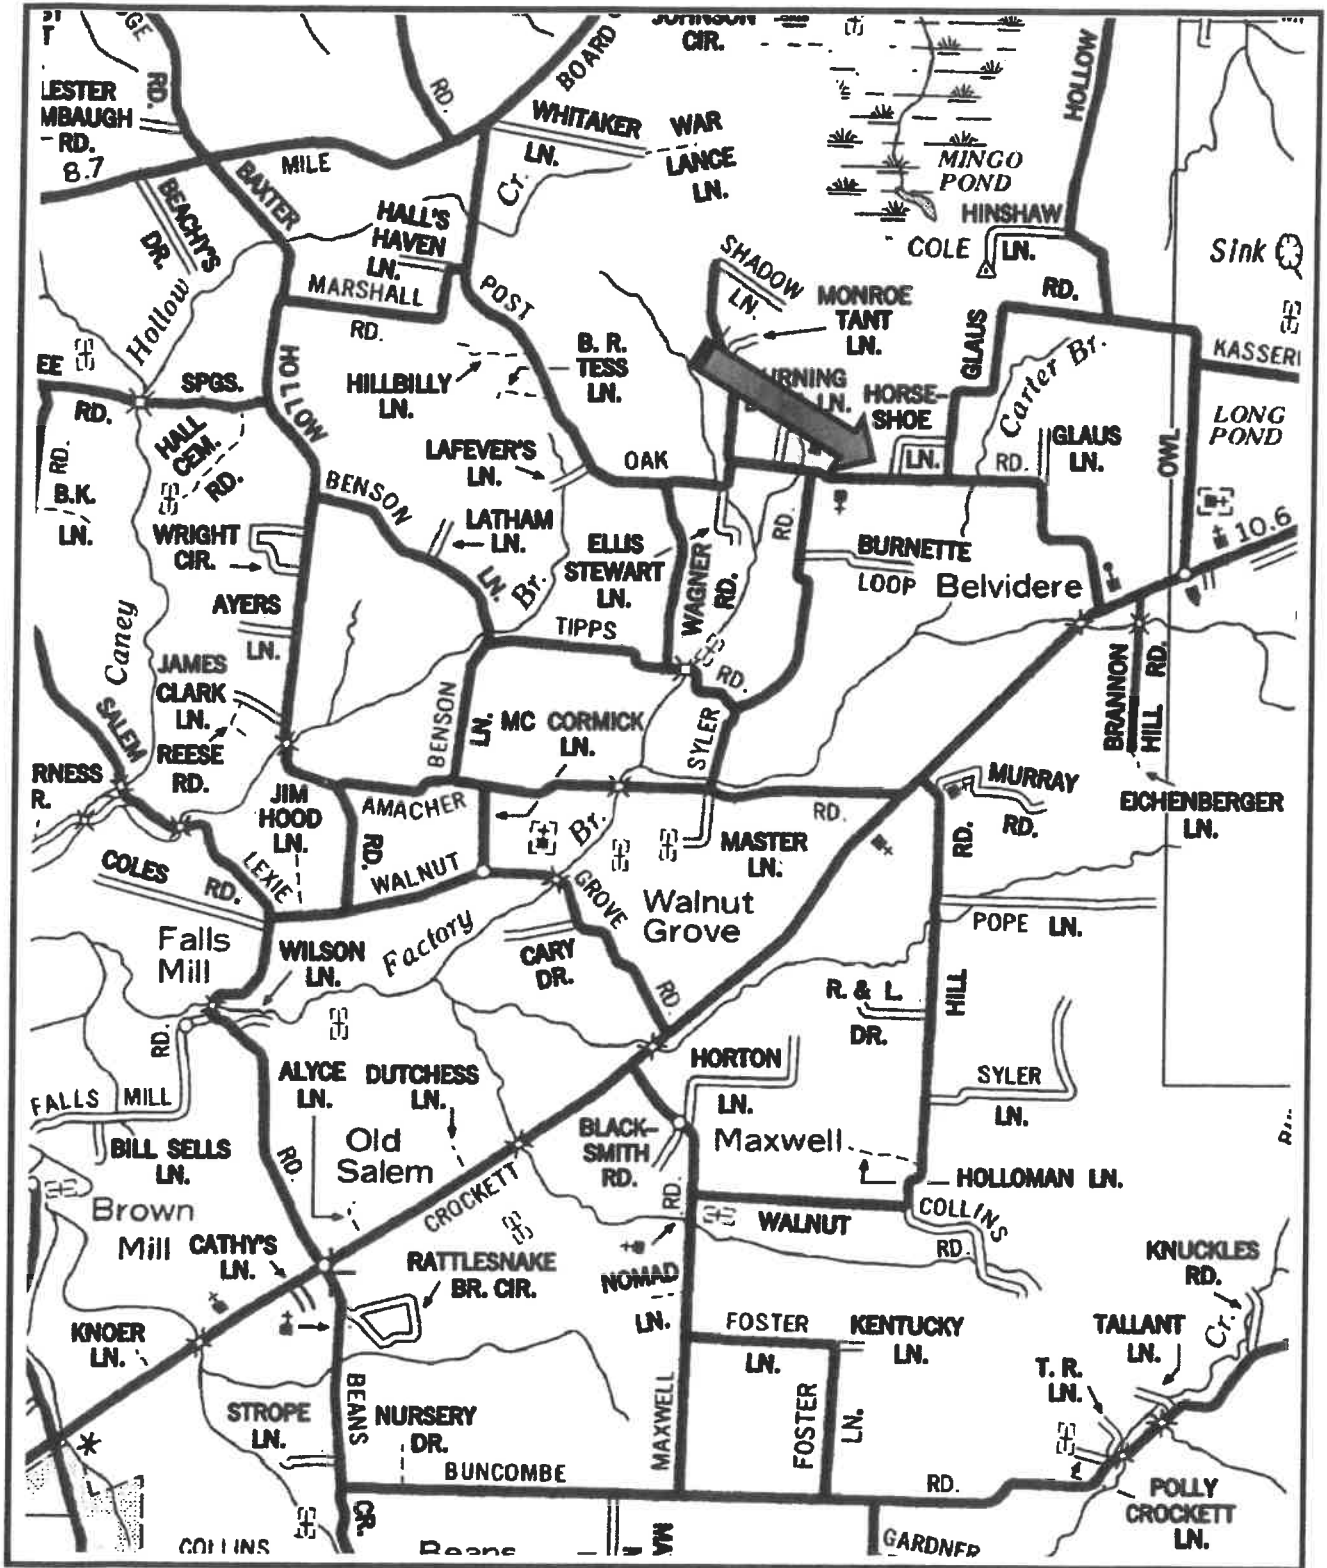 RD.
LESTER
MBAUGH
RD.
8.7
MILE
BAXTER
BEACHY'S
DR.
Hollow
RD.
BOARD
JOHNSON
CIR.
WHITAKER
LN.
WAR
LANCE
LN.
Cr.
HALL'S
HAVEN
LN.
MARSHALL
RD.
POST
MINGO
POND
HOLLOW
HINSHAW
LN.
COLE
RD.
Sink
SHADOW
LN.
MONROE
TANT
LN.
GLAUS
Carter Br.
KASSER
LONG
POND
OWL
EE
RD.
SPGS.
HOLLOW
HILLBILLY
LN.
B. R.
TESS
LN.
URNING
LN.
HORSE-
SHOE
LN.
RD.
GLAUS
LN.
HALL
CEM.
RD.
RD.
B.K.
LN.
LAFEVER'S
LN.
OAK
BENSON
LN.
LATHAM
LN.
Br.
WRIGHT
CIR.
ELLIS
STEWART
LN.
WAGNER
RD.
RD.
BURNETTE
LOOP
Belvidere
10.6
AYERS
LN.
TIPPS
RD.
Caney
JAMES
CLARK
LN.
REESE
RD.
SALEM
BENSON
LN.
MC CORMICK
LN.
SYLER
BRANNON
HILL RD.
EICHENBERGER
LN.
RNESS
R.
JIM
HOOD
LN.
AMACHER
RD.
MURRAY
RD.
RD.
Br.
MASTER
LN.
COLES
RD.
LEXIE
RD.
WALNUT
GROVE
RD.
Walnut
Grove
POPE LN.
Falls
Mill
WILSON
LN.
Factory
CARY
DR.
R. & L.
DR.
HILL
RD.
FALLS MILL
BILL SELLS
LN.
ALYCE
LN.
DUTCHESS
LN.
HORTON
LN.
SYLER
LN.
Old
Salem
RD.
BLACK-
SMITH
RD.
RD.
Maxwell
HOLLOMAN LN.
CROCKETT
Brown
Mill
CATHY'S
LN.
WALNUT
COLLINS
RD.
RATTLESNAKE
BR. CIR.
NOMAD
LN.
KNUCKLES
RD.
KNOER
LN.
FOSTER
LN.
KENTUCKY
LN.
TALLANT
LN.
Cr.
T. R.
LN.
STROPE
LN.
BEANS
CR.
NURSERY
DR.
MAXWELL
FOSTER
LN.
BUNCOMBE
RD.
POLLY
CROCKETT
LN.
COLLINS
Beans
MA
GARDNER